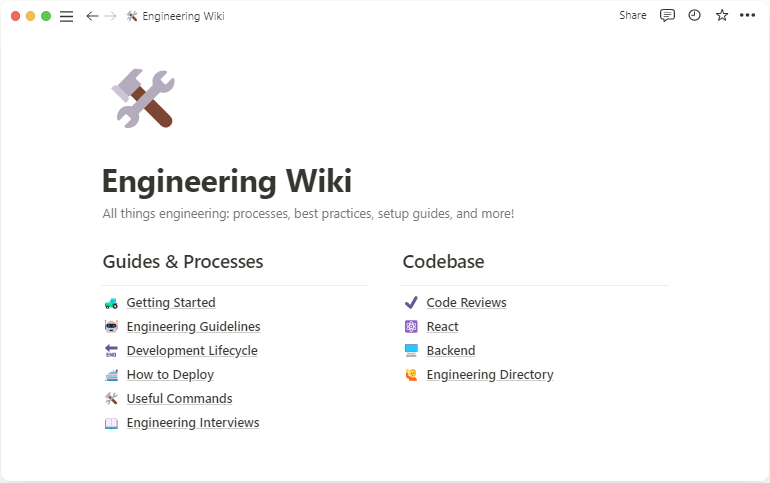 Engineering Wiki
Share
Engineering Wiki
All things engineering: processes, best practices, setup guides, and more!
Guides & Processes
Getting Started
Engineering Guidelines
END
Development Lifecycle
How to Deploy
Useful Commands
Engineering Interviews
Codebase
Code Reviews
React
Backend
Engineering Directory